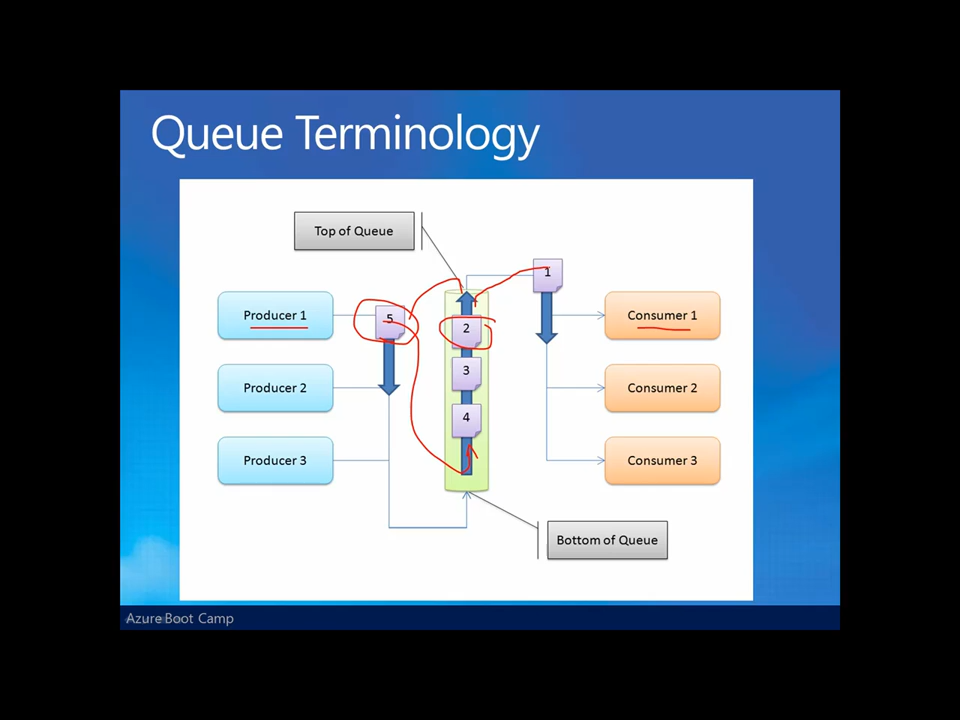 Queue Terminology
Top of Queue
1
Producer 1
5
2
Consumer 1
3
Producer 2
Consumer 2
4
Producer 3
Consumer 3
Bottom of Queue
Azure Boot Camp